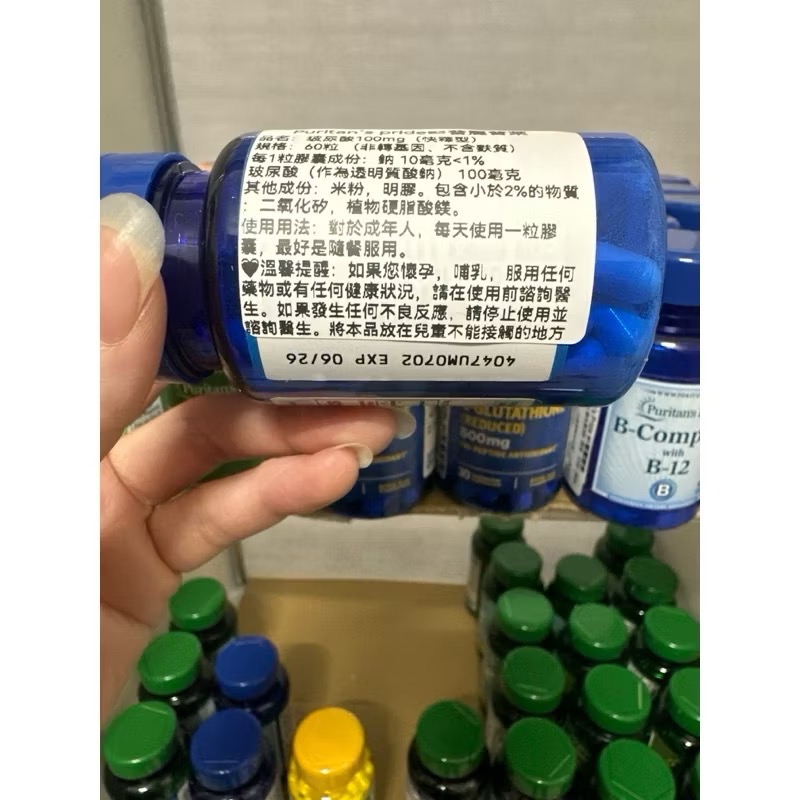 Puritan's pride
品名：玻尿酸100mg（快釋型）
規格：60粒 （非轉基因、不含麩質）
每1粒膠囊成份：鈉 10毫克<1%
玻尿酸（作為透明質酸鈉） 100毫克
其他成份：米粉，明膠。包含小於2%的物質
：二氧化矽，植物硬脂酸鎂。
使用用法：對於成年人，每天使用一粒膠
囊，最好是隨餐服用。
🖤溫馨提醒：如果您懷孕，哺乳，服用任何
藥物或有任何健康狀況，請在使用前諮詢醫
生。如果發生任何不良反應，請停止使用並
諮詢醫生。將本品放在兒童不能接觸的地方
4047UM0702 EXP 06/26
Puritan's
GLUTATHIONE
(REDUCED)
500mg
30
Puritan's
B-Comp
with
B-12
B